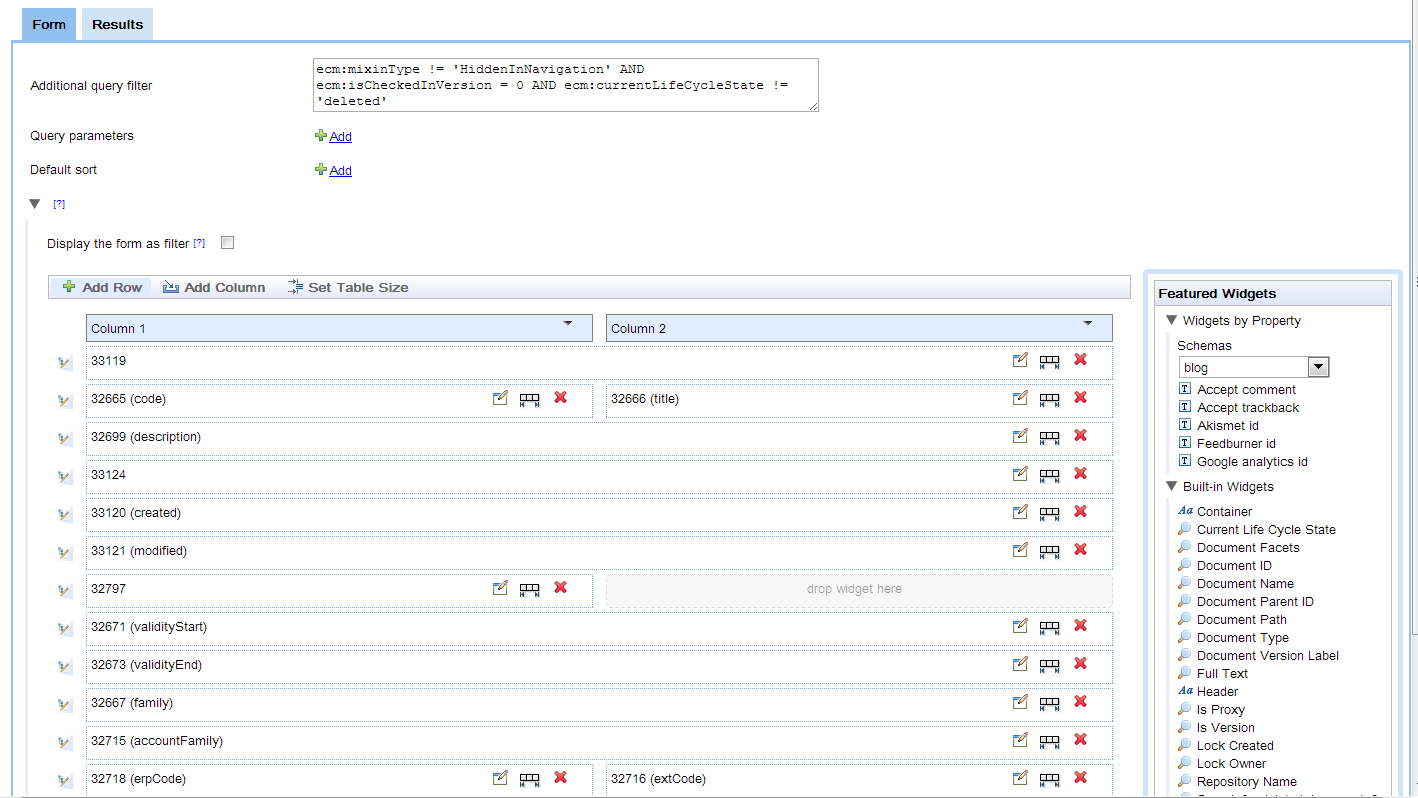 Form Results
Additional query filter
ecm:mixinType != 'HiddenInNavigation' AND
ecm:isCheckedInVersion = 0 AND ecm:currentLifeCycleState !=
'deleted'
Query parameters Add
Default sort Add
[?]
Display the form as filter [?]
Add Row Add Column Set Table Size
Column 1 Column 2
33119
32665 (code) 32666 (title)
32699 (description)
33124
33120 (created)
33121 (modified)
32797 drop widget here
32671 (validityStart)
32673 (validityEnd)
32667 (family)
32715 (accountFamily)
32718 (erpCode) 32716 (extCode)
Featured Widgets
Widgets by Property
Schemas
blog
T Accept comment
T Accept trackback
T Akismet id
T Feedburner id
T Google analytics id
Built-in Widgets
Aa Container
Current Life Cycle State
Document Facets
Document ID
Document Name
Document Parent ID
Document Path
Document Type
Document Version Label
Full Text
Aa Header
Is Proxy
Is Version
Lock Created
Lock Owner
Repository Name